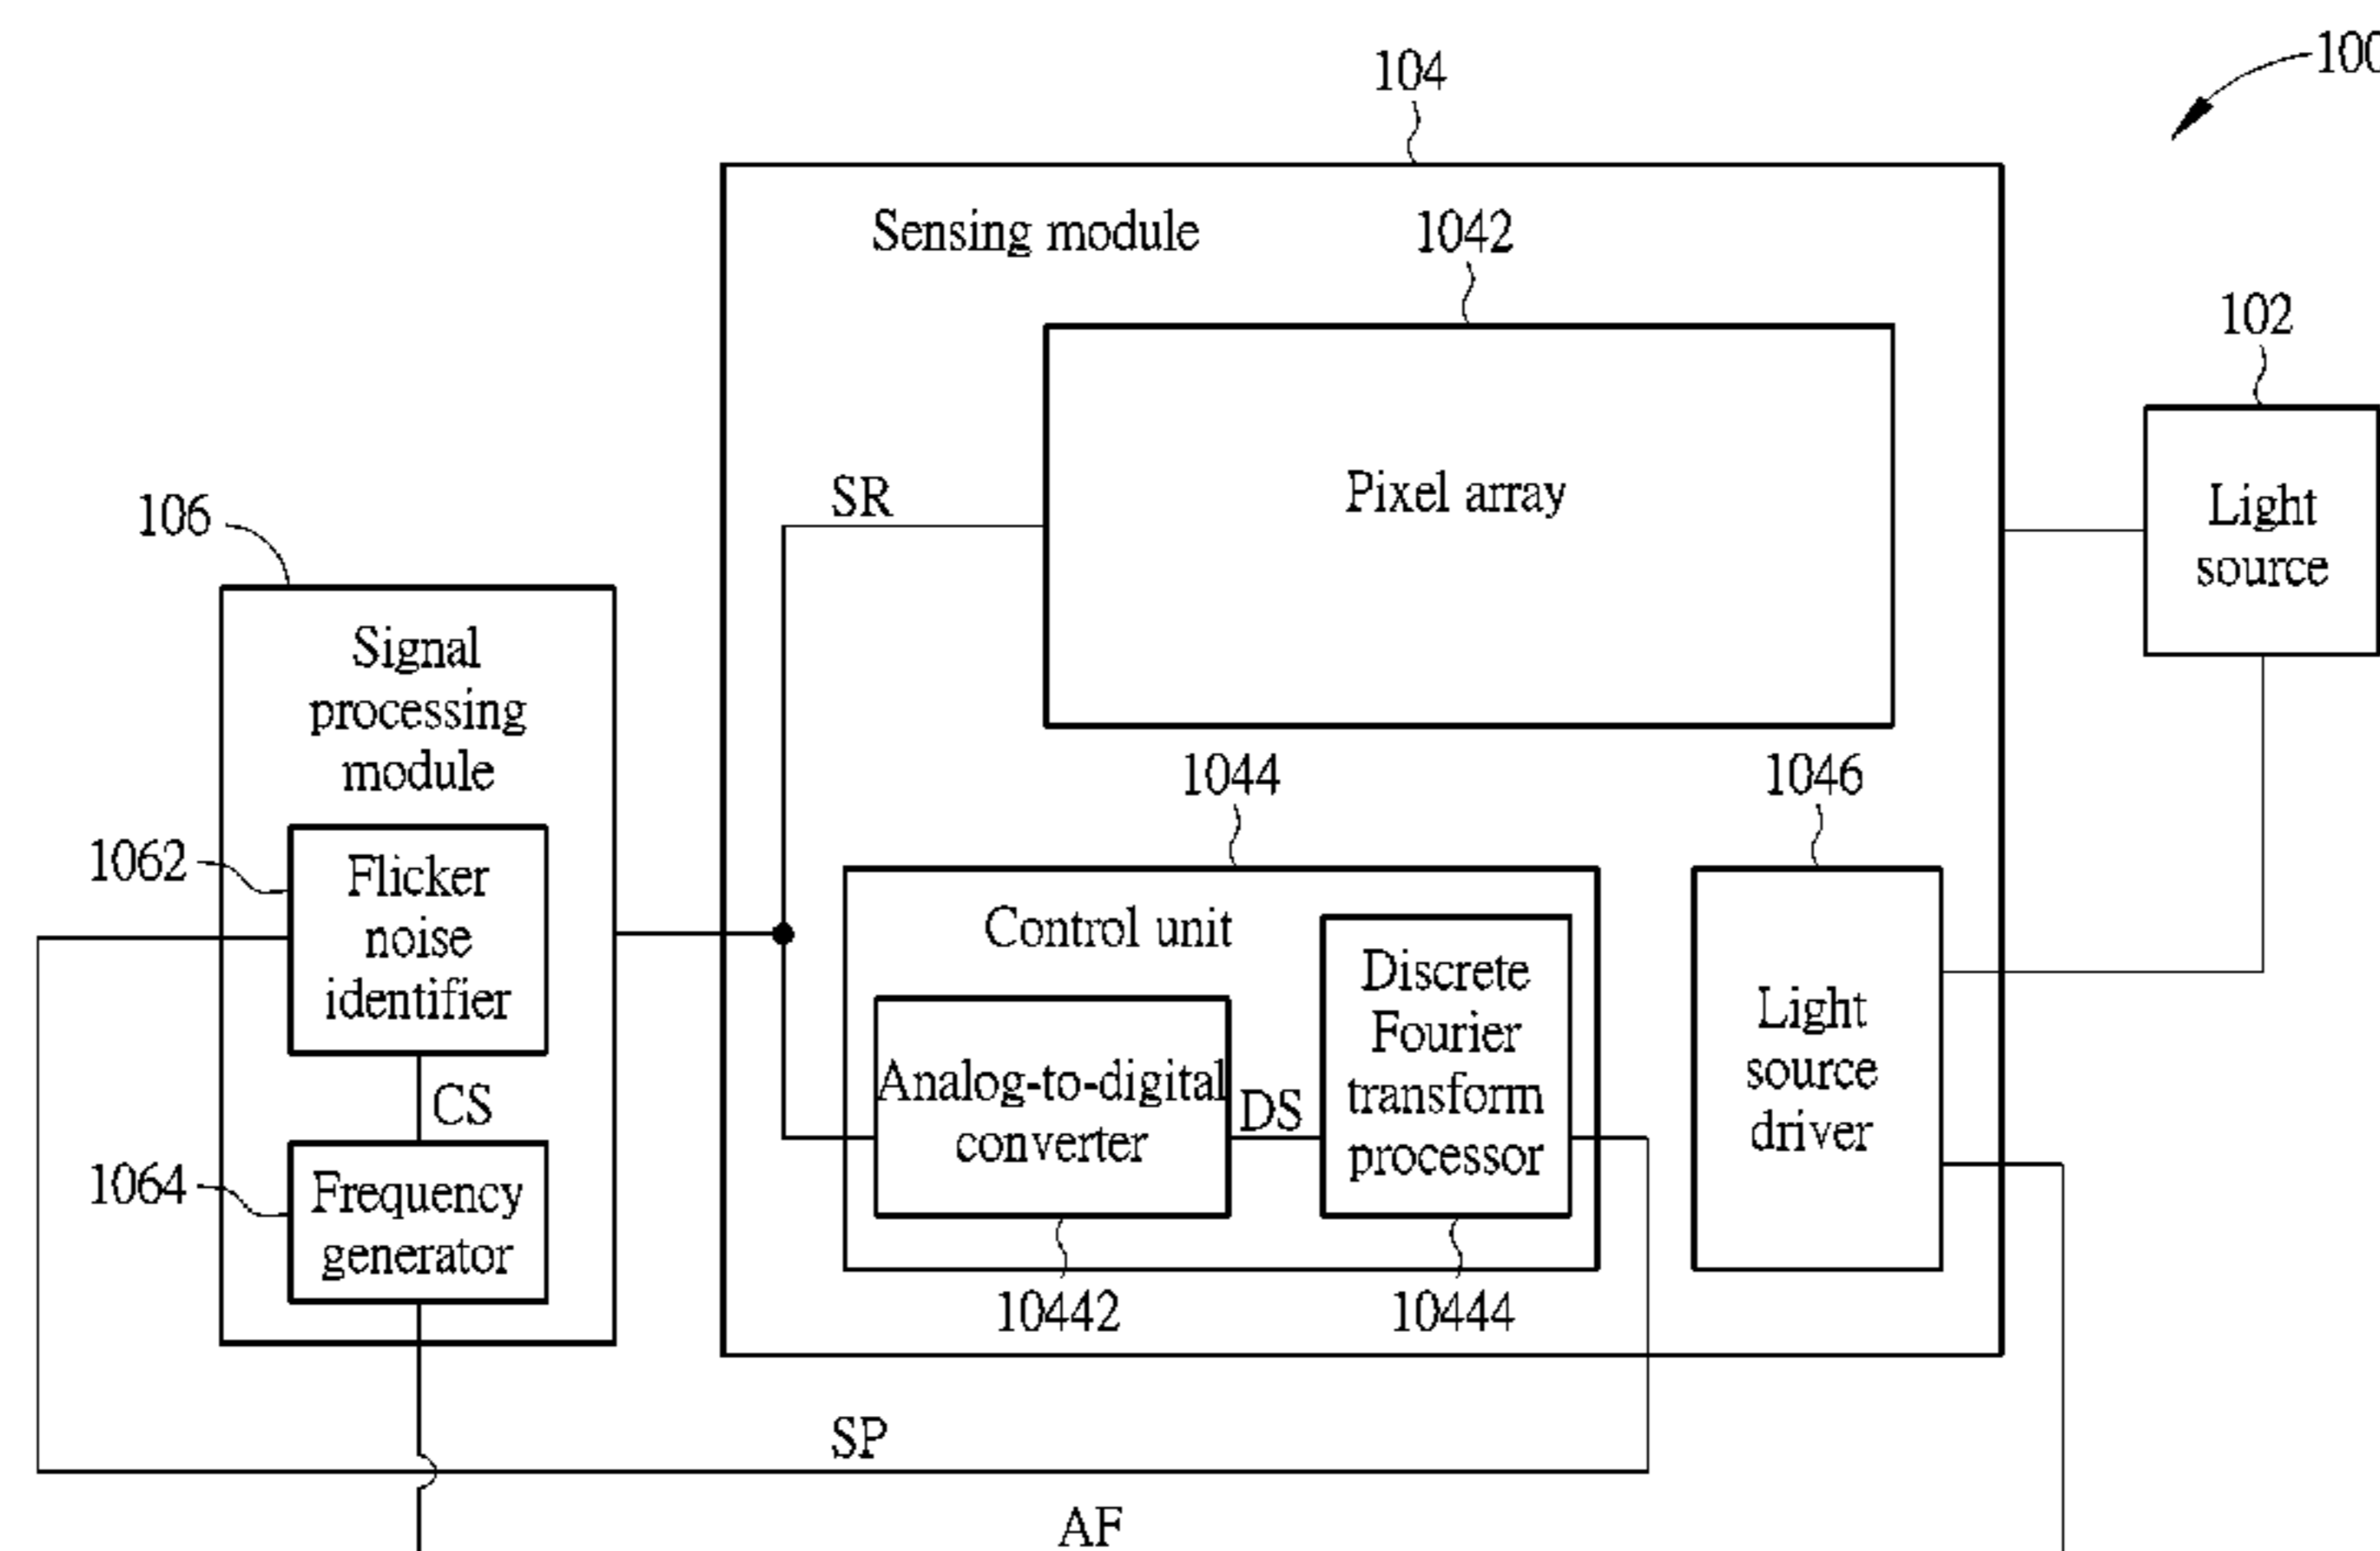 100
104
Sensing module
1042
102
SR
Pixel array
Light
source
106
Signal
processing
module
1044
1046
1062
Flicker
noise
identifier
Control unit
Discrete
Fourier
transform
processor
Light
source
driver
Analog-to-digital
converter
DS
CS
1064
Frequency
generator
10442
10444
SP
AF